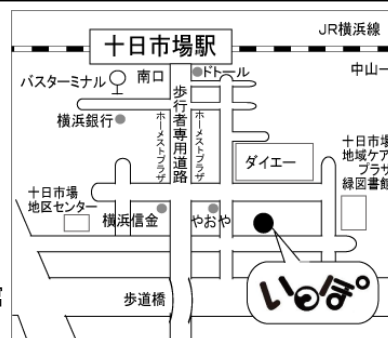 JR横浜線
十日市場駅
中山
バスターミナル
南口
ドトール
横浜銀行
歩行者専用道路
ホーメストプラザ
ホーメストプラザ
ダイエー
十日市場
地域ケア
プラザ
緑図書館
十日市場
地区センター
横浜信金
やおや
歩道橋